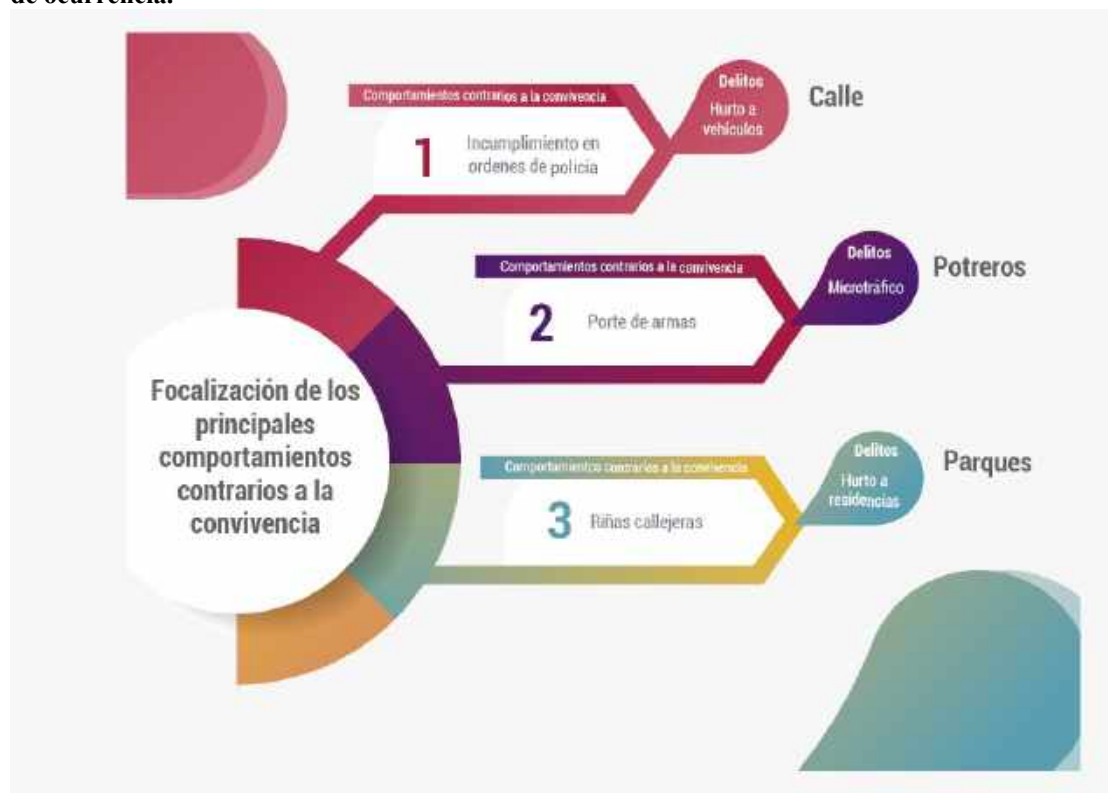 de ocurrencia.
Comportamientos contrarios a la convivencia
1
Incumplimiento en
ordenes de policía
Delitos
Hurto a
vehículos
Calle
Comportamientos contrarios a la convivencia
2
Porte de armas
Delitos
Microtráfico
Potreros
Focalización de los
principales
comportamientos
contrarios a la
convivencia
Comportamientos contrarios a la convivencia
3
Riñas callejeras
Delitos
Hurto a
residencias
Parques